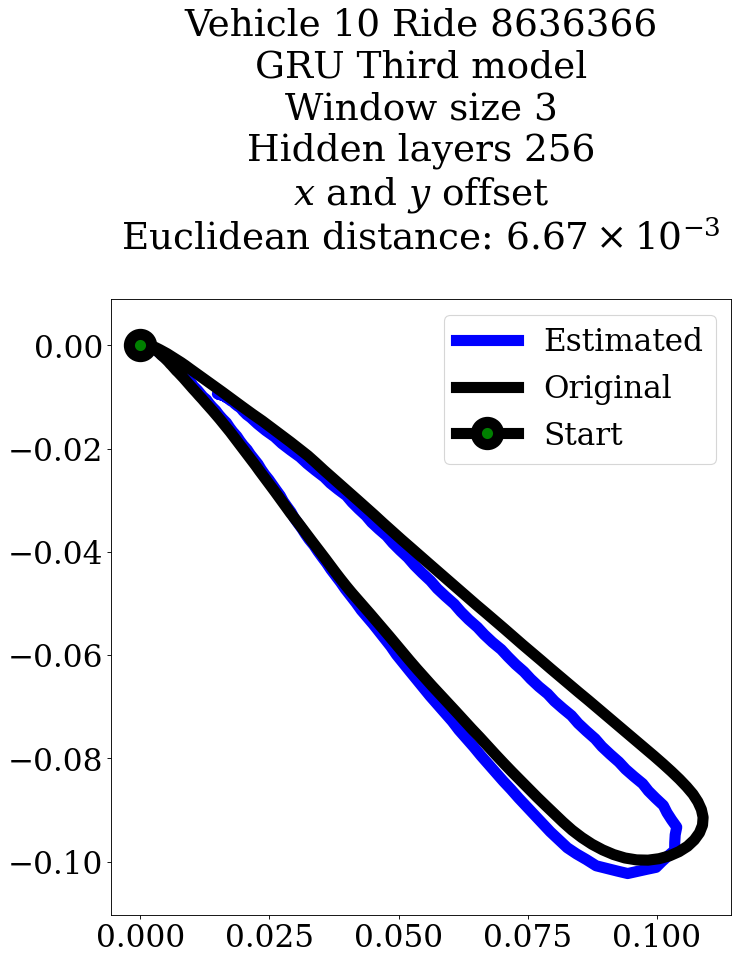 Vehicle 10 Ride 8636366
GRU Third model
Window size 3
Hidden layers 256
x and y offset
Euclidean distance: 6.67 × 10⁻³
Estimated
Original
Start
0.00
−0.02
−0.04
−0.06
−0.08
−0.10
0.000 0.025 0.050 0.075 0.100